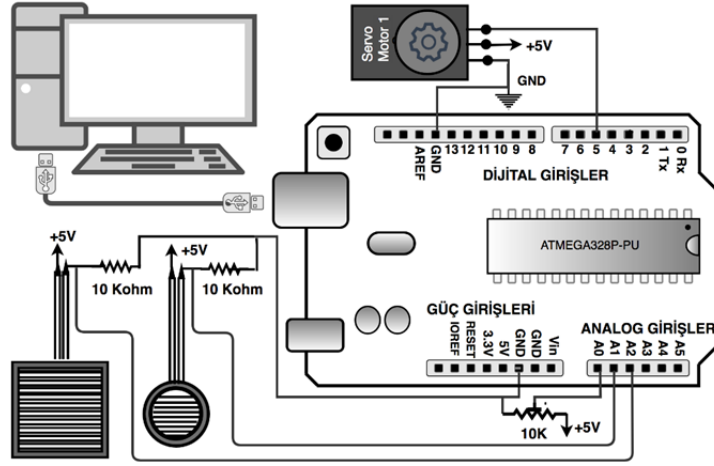 Servo
Motor 1
+5V
GND
AREF
GND
13
12
11
10
9
8
7
6
5
4
3
2
1 Tx
0 Rx
DİJİTAL GİRİŞLER
ATMEGA328P-PU
+5V
10 Kohm
+5V
10 Kohm
GÜÇ GİRİŞLERİ
IOREF
RESET
3.3V
5V
GND
GND
Vin
ANALOG GİRİŞLER
A0
A1
A2
A3
A4
A5
10K
+5V